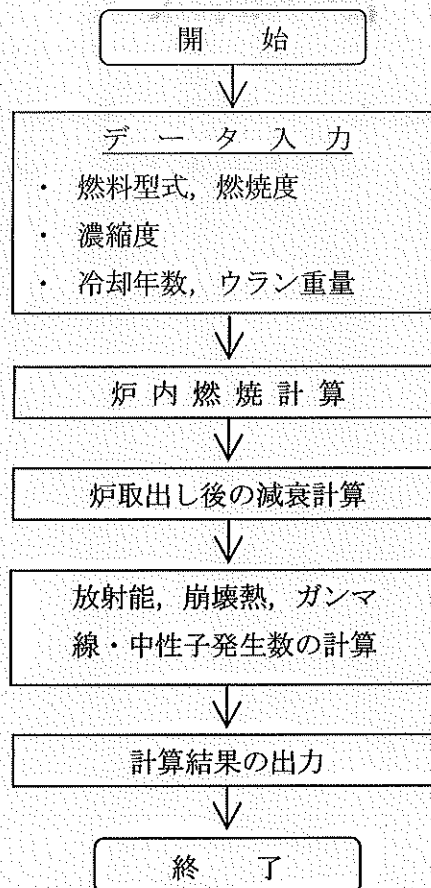 開 始
データ入力
・ 燃料型式, 燃焼度
・ 濃縮度
・ 冷却年数, ウラン重量
炉内燃焼計算
炉取出し後の減衰計算
放射能, 崩壊熱, ガンマ
線・中性子発生数の計算
計算結果の出力
終 了